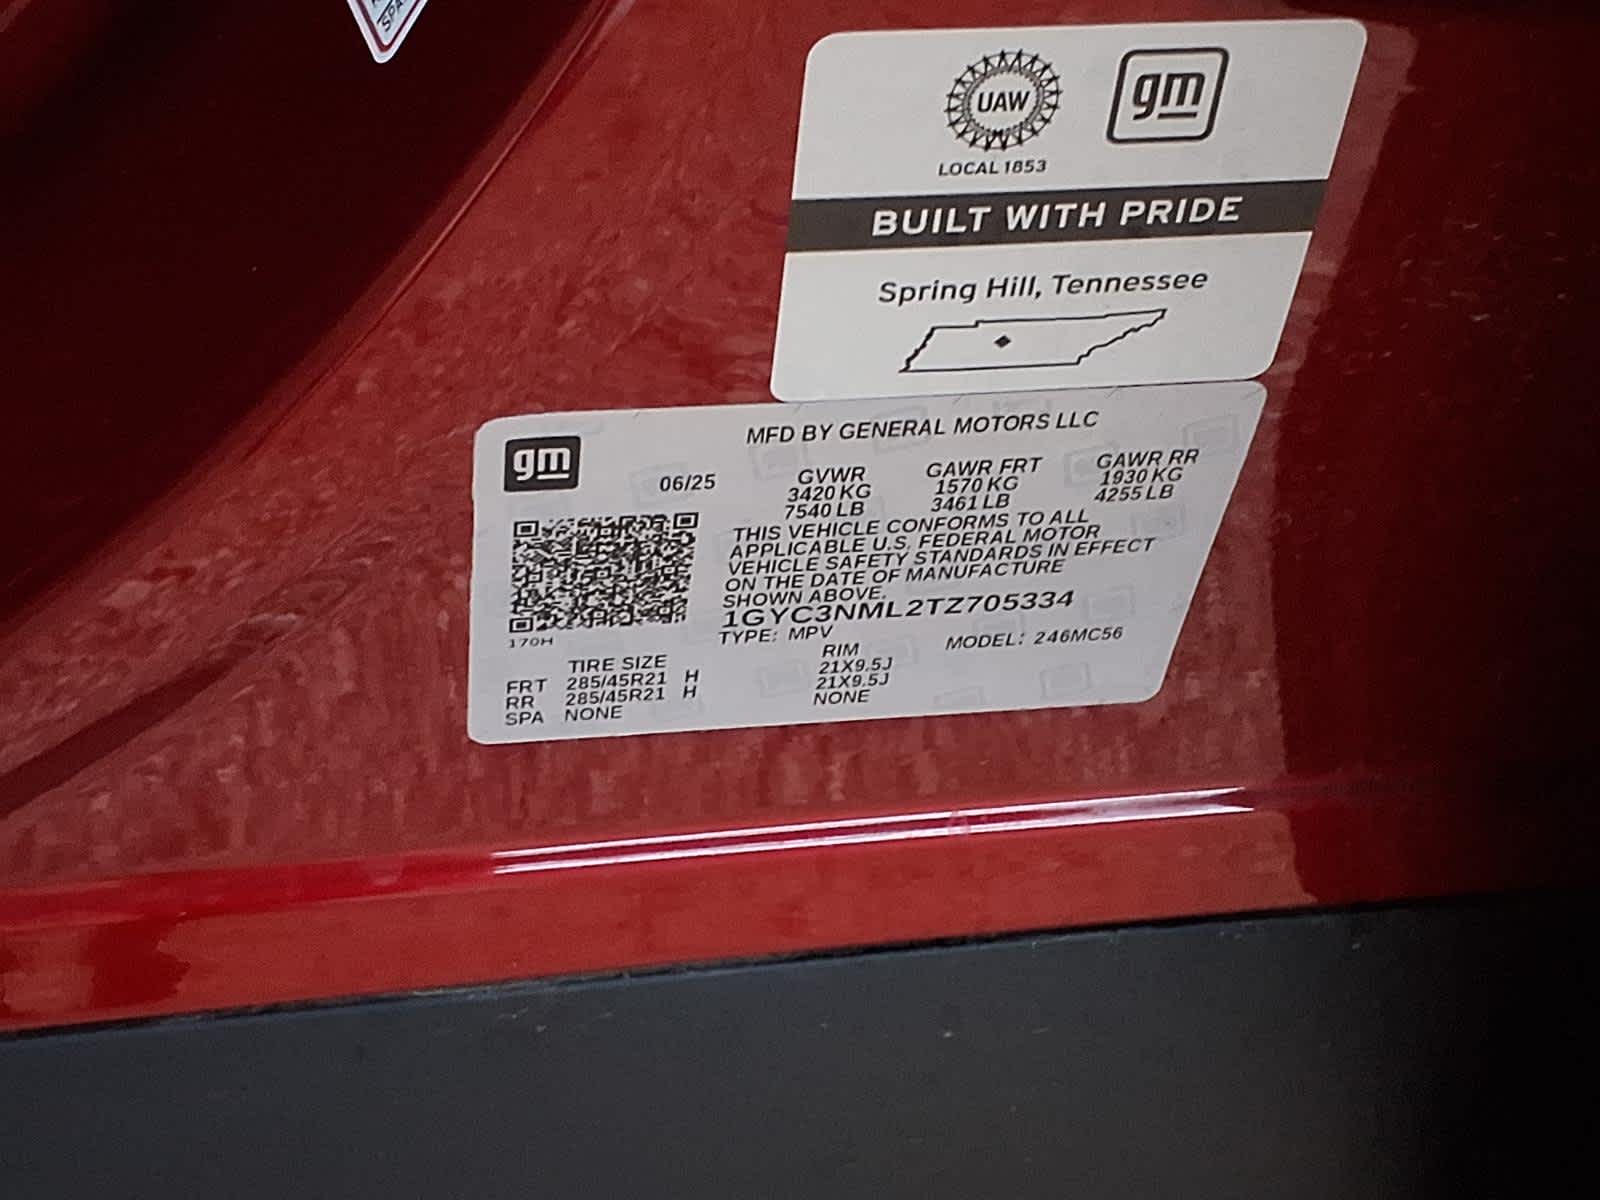 SPA
UAW
gm
LOCAL 1853
BUILT WITH PRIDE
Spring Hill, Tennessee
gm
MFD BY GENERAL MOTORS LLC
06/25
GVWR
3420 KG
7540 LB
GAWR FRT
1570 KG
3461 LB
GAWR RR
1930 KG
4255 LB
THIS VEHICLE CONFORMS TO ALL
APPLICABLE U.S. FEDERAL MOTOR
VEHICLE SAFETY STANDARDS IN EFFECT
ON THE DATE OF MANUFACTURE
SHOWN ABOVE.
1GYC3NML2TZ705334
TYPE: MPV MODEL: 246MC56
170H
TIRE SIZE RIM
FRT 285/45R21 H 21X9.5J
RR 285/45R21 H 21X9.5J
SPA NONE NONE